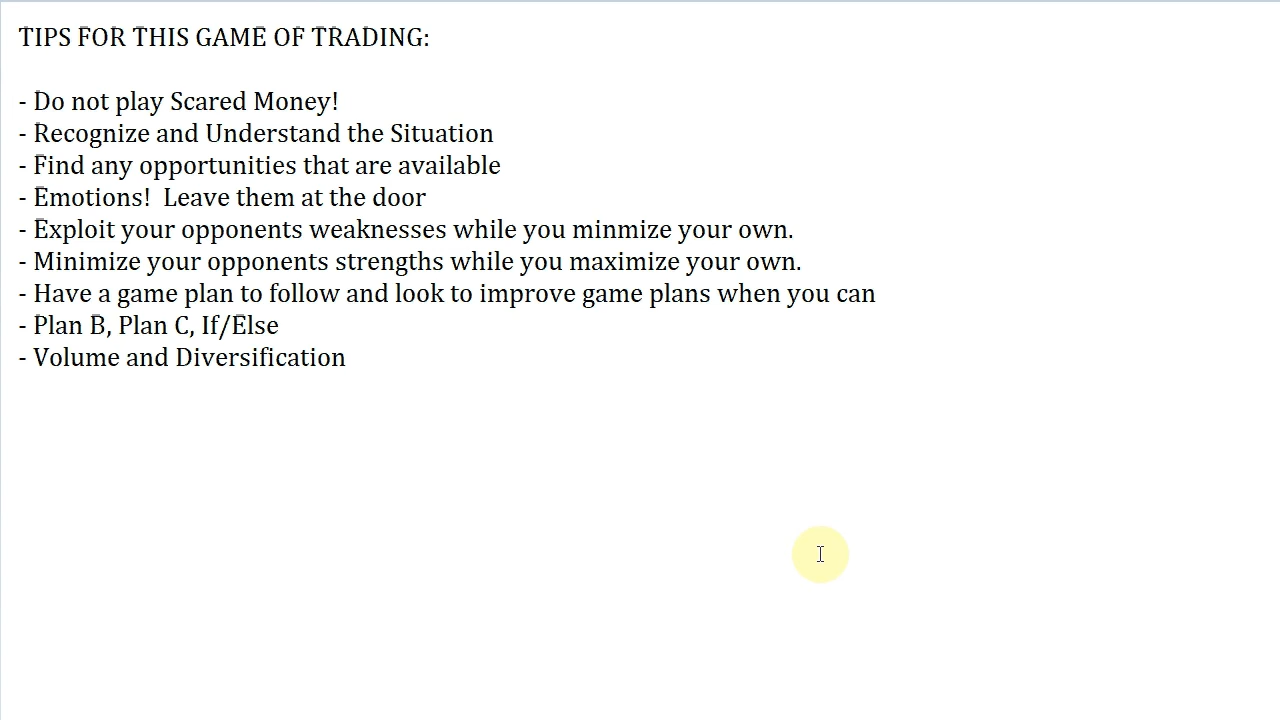 TIPS FOR THIS GAME OF TRADING:
- Do not play Scared Money!
- Recognize and Understand the Situation
- Find any opportunities that are available
- Emotions!  Leave them at the door
- Exploit your opponents weaknesses while you minmize your own.
- Minimize your opponents strengths while you maximize your own.
- Have a game plan to follow and look to improve game plans when you can
- Plan B, Plan C, If/Else
- Volume and Diversification